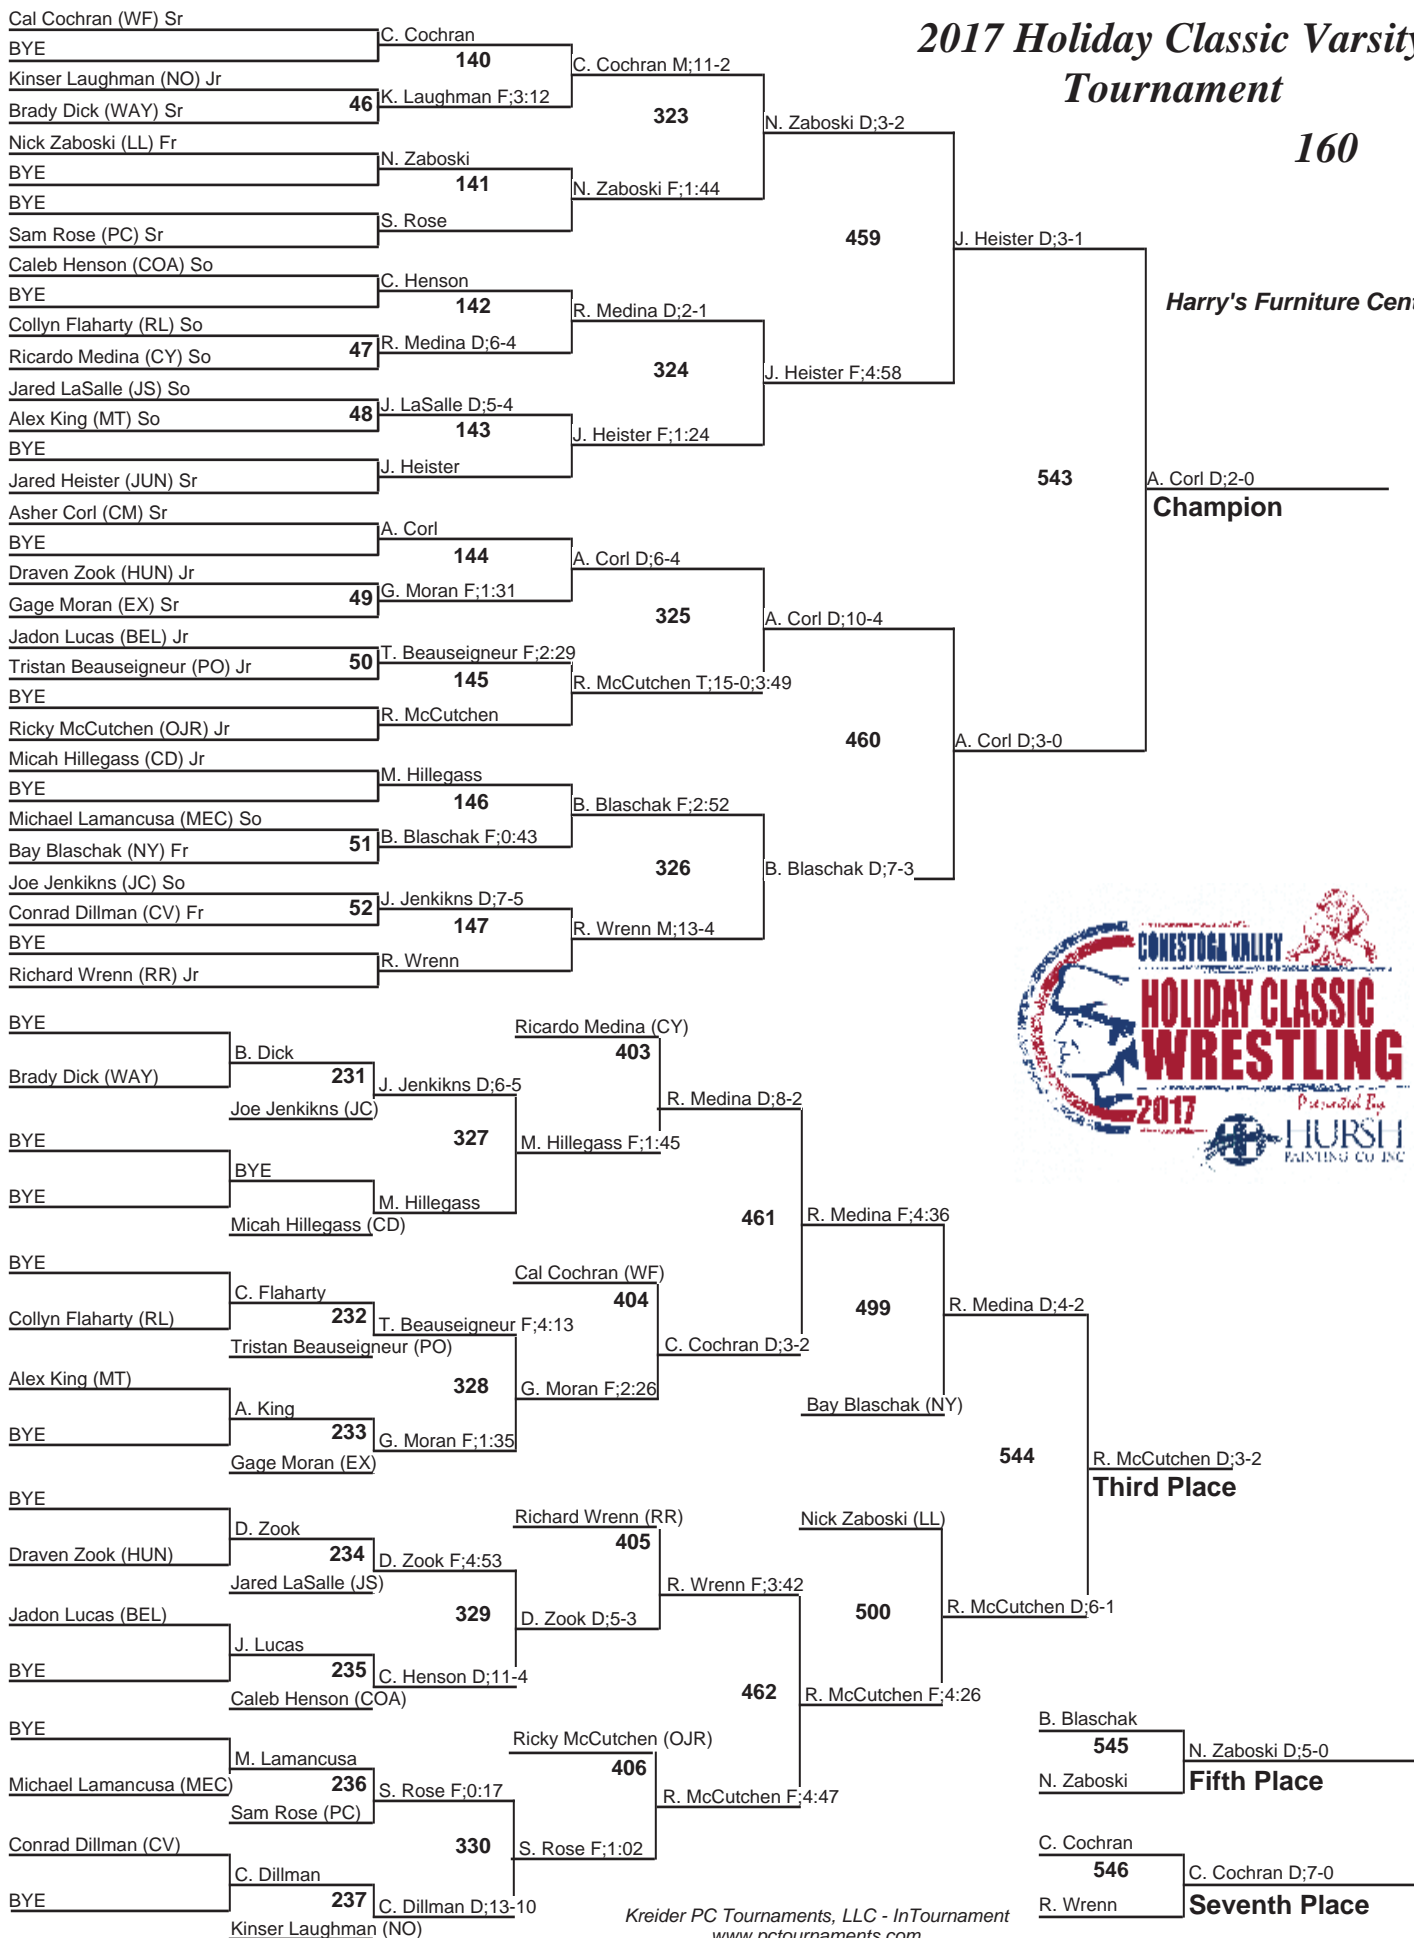 2017 Holiday Classic Varsity
Tournament
160
Harry's Furniture Cent
Cal Cochran (WF) Sr
BYE
Kinser Laughman (NO) Jr
46
Brady Dick (WAY) Sr
Nick Zaboski (LL) Fr
BYE
BYE
Sam Rose (PC) Sr
Caleb Henson (COA) So
BYE
Collyn Flaharty (RL) So
47
Ricardo Medina (CY) So
Jared LaSalle (JS) So
48
Alex King (MT) So
BYE
Jared Heister (JUN) Sr
Asher Corl (CM) Sr
BYE
Draven Zook (HUN) Jr
49
Gage Moran (EX) Sr
Jadon Lucas (BEL) Jr
50
Tristan Beauseigneur (PO) Jr
BYE
Ricky McCutchen (OJR) Jr
Micah Hillegass (CD) Jr
BYE
Michael Lamancusa (MEC) So
51
Bay Blaschak (NY) Fr
Joe Jenkikns (JC) So
52
Conrad Dillman (CV) Fr
BYE
Richard Wrenn (RR) Jr
C. Cochran
140
K. Laughman F;3:12
N. Zaboski
141
S. Rose
C. Henson
142
R. Medina D;6-4
J. LaSalle D;5-4
143
J. Heister
A. Corl
144
G. Moran F;1:31
T. Beauseigneur F;2:29
145
R. McCutchen
M. Hillegass
146
B. Blaschak F;0:43
J. Jenkikns D;7-5
147
R. Wrenn
C. Cochran M;11-2
323
N. Zaboski F;1:44
R. Medina D;2-1
324
J. Heister F;1:24
A. Corl D;6-4
325
R. McCutchen T;15-0;3:49
B. Blaschak F;2:52
326
R. Wrenn M;13-4
N. Zaboski D;3-2
459
J. Heister F;4:58
A. Corl D;10-4
460
B. Blaschak D;7-3
J. Heister D;3-1
543
A. Corl D;3-0
A. Corl D;2-0
Champion
CONESTOGA VALLEY
HOLIDAY CLASSIC
WRESTLING
2017
Presented By
HURSH
PAINTING CO INC
BYE
Brady Dick (WAY)
BYE
BYE
BYE
Collyn Flaharty (RL)
Alex King (MT)
BYE
BYE
Draven Zook (HUN)
Jadon Lucas (BEL)
BYE
BYE
Michael Lamancusa (MEC)
Conrad Dillman (CV)
BYE
B. Dick
231
Joe Jenkikns (JC)
BYE
Micah Hillegass (CD)
C. Flaharty
232
Tristan Beauseigneur (PO)
A. King
233
Gage Moran (EX)
D. Zook
234
Jared LaSalle (JS)
J. Lucas
235
Caleb Henson (COA)
M. Lamancusa
236
Sam Rose (PC)
C. Dillman
237
Kinser Laughman (NO)
J. Jenkikns D;6-5
327
M. Hillegass
T. Beauseigneur F;4:13
328
G. Moran F;1:35
D. Zook F;4:53
329
C. Henson D;11-4
S. Rose F;0:17
330
C. Dillman D;13-10
Ricardo Medina (CY)
403
M. Hillegass F;1:45
Cal Cochran (WF)
404
G. Moran F;2:26
Richard Wrenn (RR)
405
D. Zook D;5-3
Ricky McCutchen (OJR)
406
S. Rose F;1:02
R. Medina D;8-2
461
C. Cochran D;3-2
R. Wrenn F;3:42
462
R. McCutchen F;4:47
R. Medina F;4:36
499
Bay Blaschak (NY)
Nick Zaboski (LL)
500
R. McCutchen F;4:26
R. Medina D;4-2
544
R. McCutchen D;6-1
R. McCutchen D;3-2
Third Place
B. Blaschak
545
N. Zaboski
N. Zaboski D;5-0
Fifth Place
C. Cochran
546
R. Wrenn
C. Cochran D;7-0
Seventh Place
Kreider PC Tournaments, LLC - InTournament
www.pctournaments.com